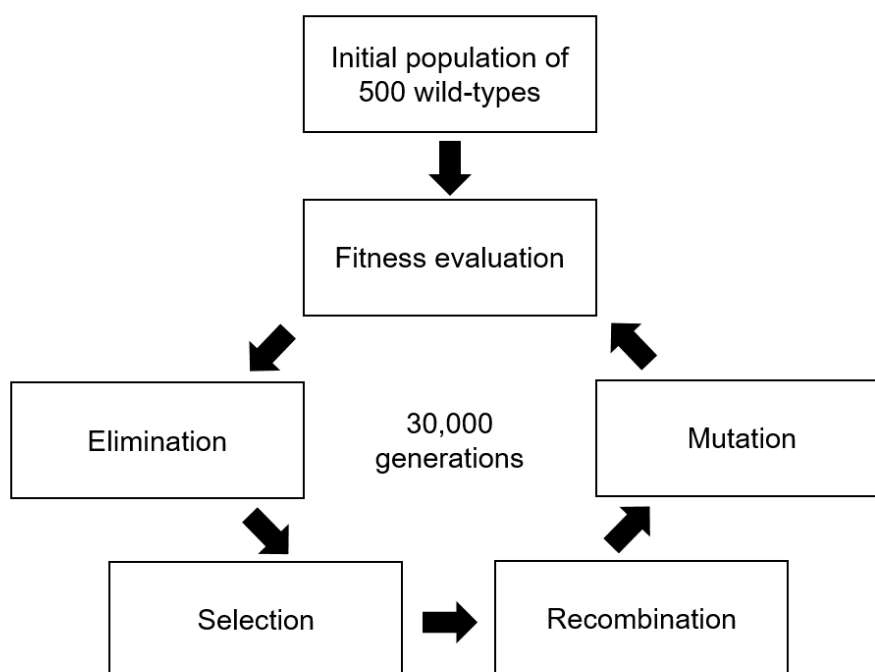 Initial population of
500 wild-types
Fitness evaluation
Elimination
30,000
generations
Mutation
Selection
Recombination